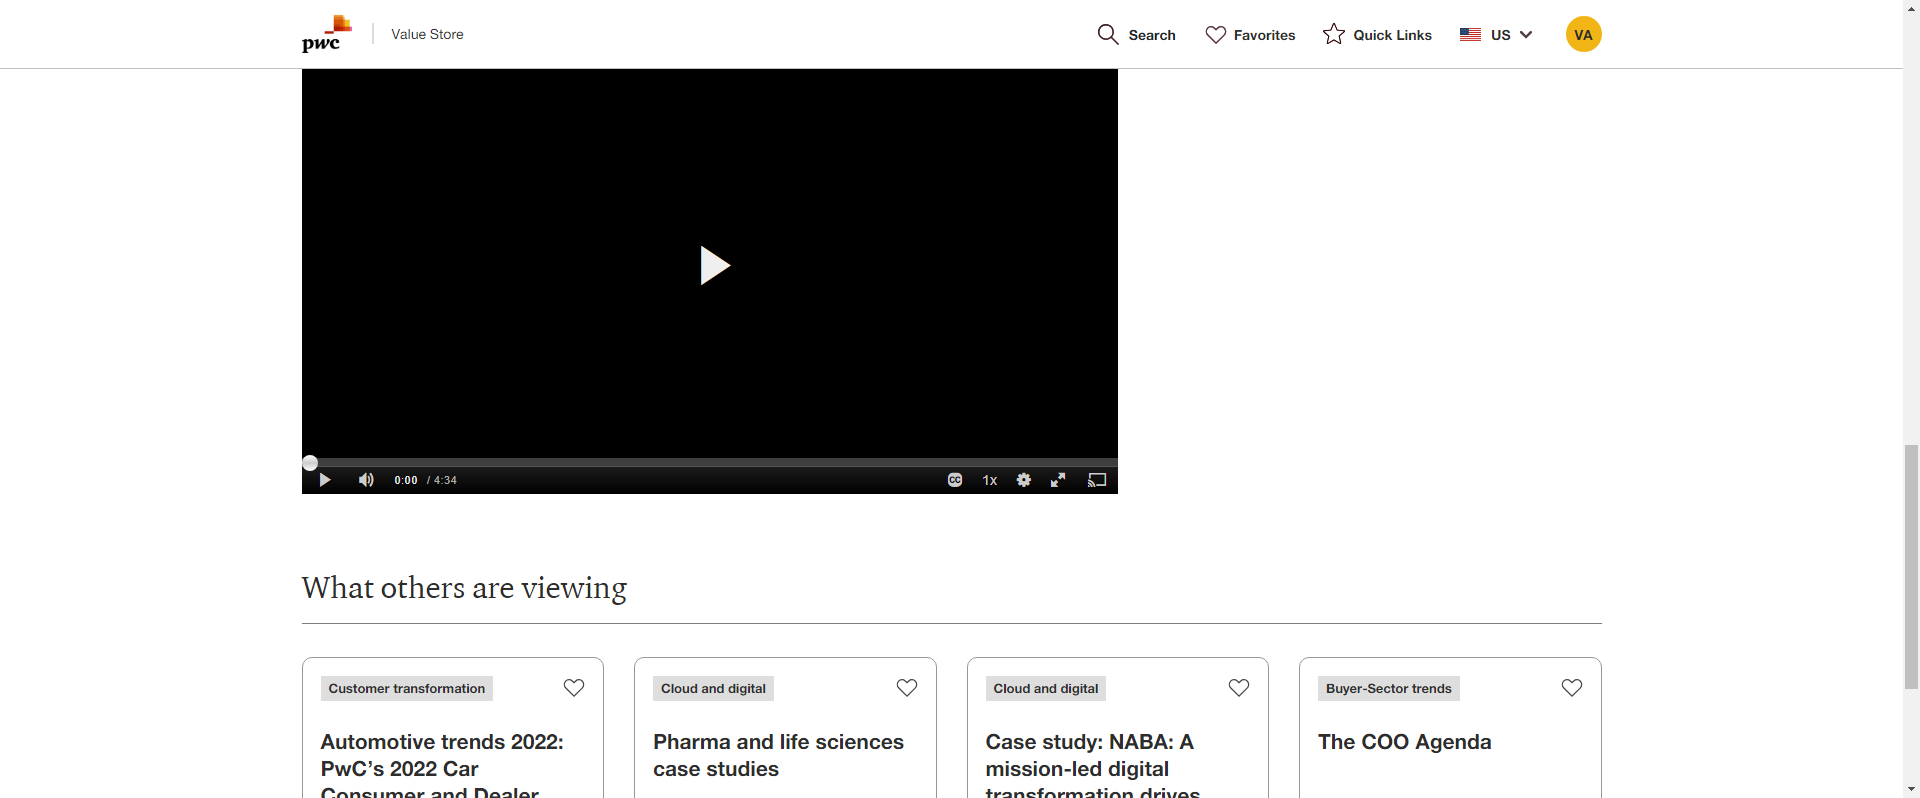 pwc
Value Store
Search
Favorites
Quick Links
US
VA
0:00 / 4:34
CC
1x
What others are viewing
Customer transformation
Automotive trends 2022:
PwC’s 2022 Car
Consumer and Dealer
Cloud and digital
Pharma and life sciences
case studies
Cloud and digital
Case study: NABA: A
mission-led digital
transformation drives
Buyer-Sector trends
The COO Agenda